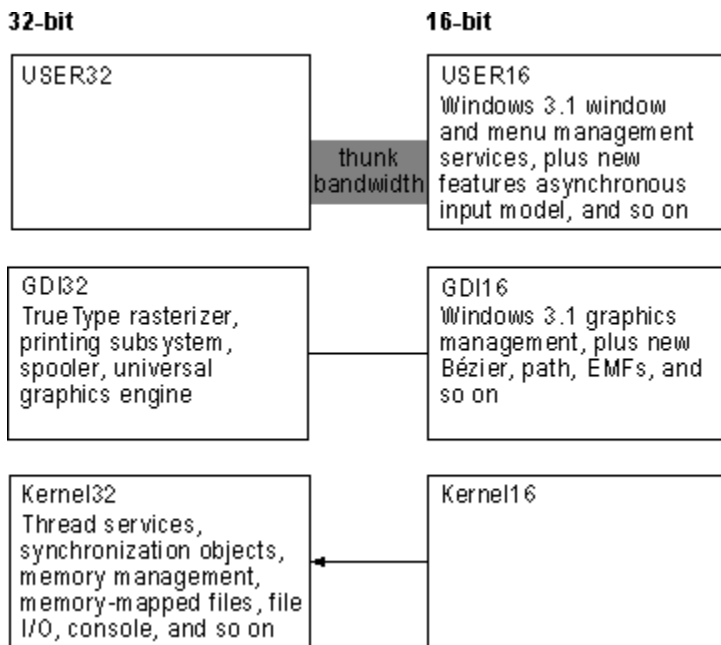 32-bit
16-bit
USER32
USER16
Windows 3.1 window
and menu management
services, plus new
features asynchronous
input model, and so on
thunk
bandwidth
GDI32
TrueType rasterizer,
printing subsystem,
spooler, universal
graphics engine
GDI16
Windows 3.1 graphics
management, plus new
Bézier, path, EMFs, and
so on
Kernel32
Thread services,
synchronization objects,
memory management,
memory-mapped files, file
I/O, console, and so on
Kernel16